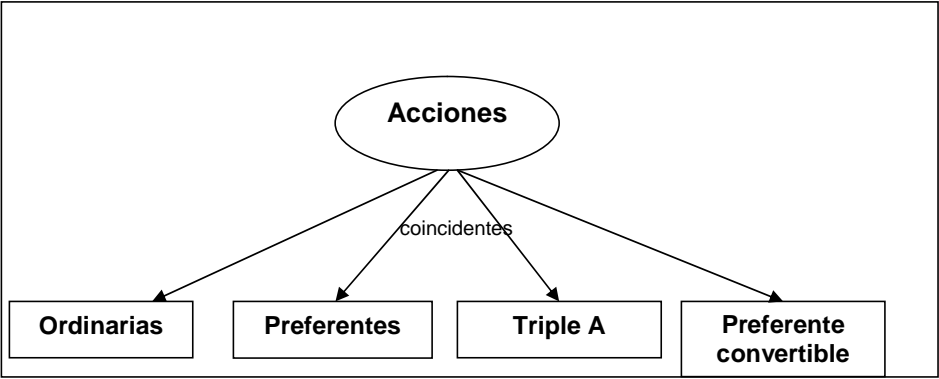 Acciones
coincidentes
Ordinarias
Preferentes
Triple A
Preferente
convertible